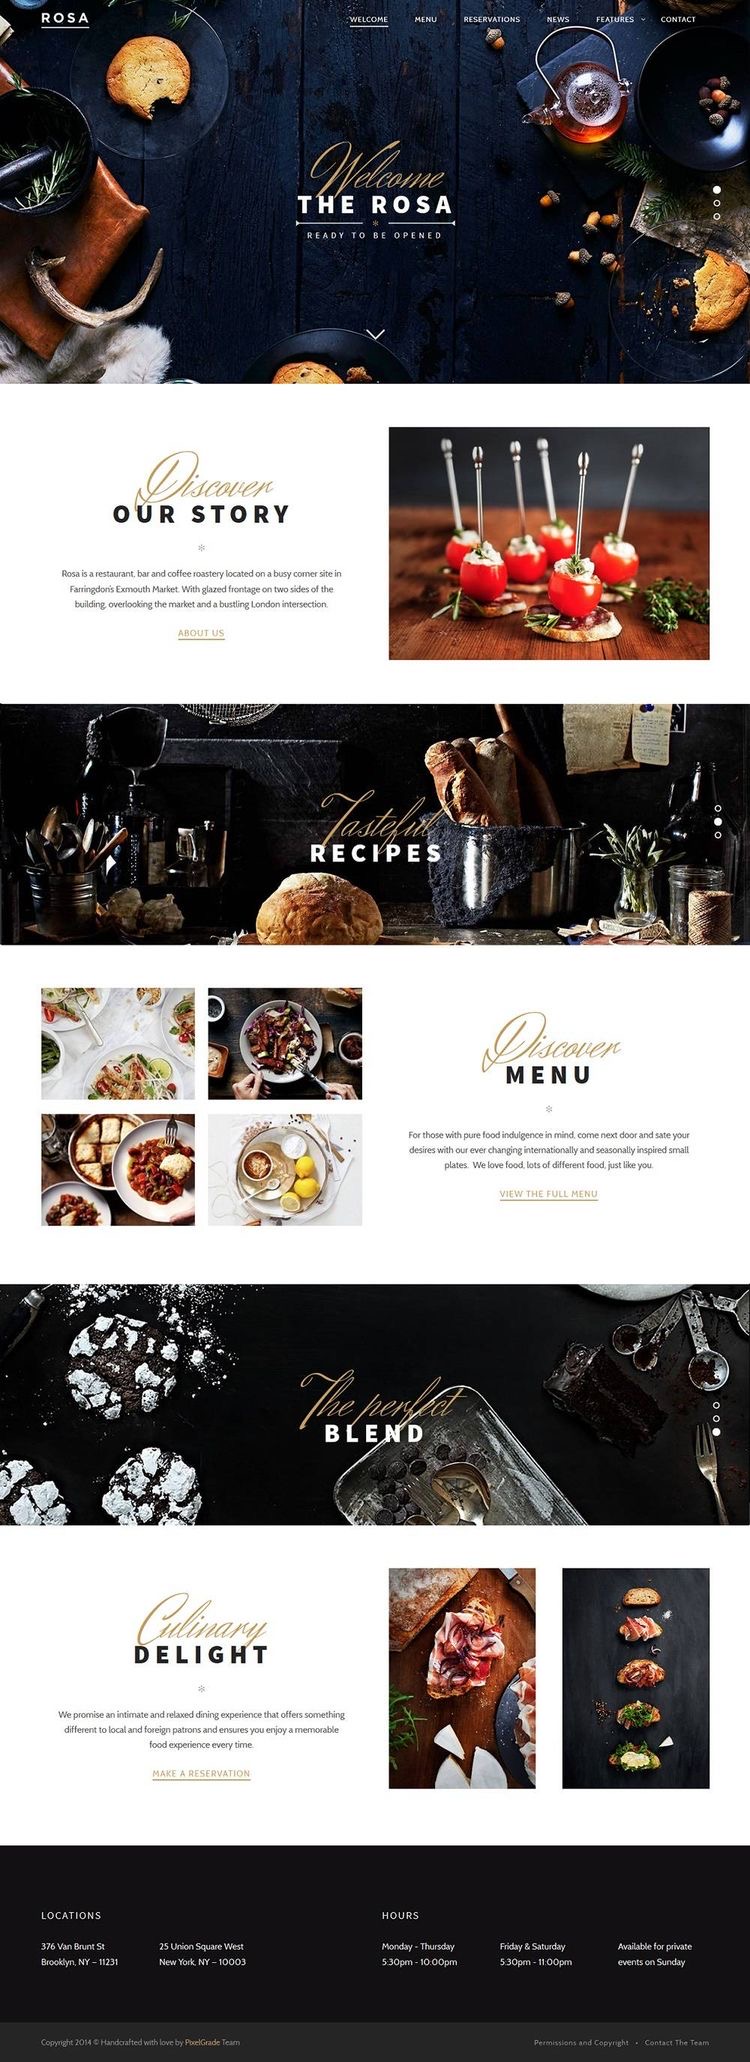 ROSA
WELCOME MENU RESERVATIONS NEWS FEATURES CONTACT
Welcome
THE ROSA
READY TO BE OPENED
Discover
OUR STORY
Rosa is a restaurant, bar and coffee roastery located on a busy corner site in
Farringdon's Exmouth Market. With glazed frontage on two sides of the
building, overlooking the market and a bustling London intersection.
ABOUT US
Tasteful
RECIPES
Discover
MENU
For those with pure food indulgence in mind, come next door and sate your
desires with our ever changing internationally and seasonally inspired small
plates. We love food, lots of different food, just like you.
VIEW THE FULL MENU
The perfect
BLEND
Culinary
DELIGHT
We promise an intimate and relaxed dining experience that offers something
different to local and foreign patrons and ensures you enjoy a memorable
food experience every time.
MAKE A RESERVATION
LOCATIONS
376 Van Brunt St
Brooklyn, NY – 11231
25 Union Square West
New York, NY – 10003
HOURS
Monday - Thursday
5:30pm - 10:00pm
Friday & Saturday
5:30pm - 11:00pm
Available for private
events on Sunday
Copyright 2014 © Handcrafted with love by PixelGrade Team
Permissions and Copyright • Contact The Team